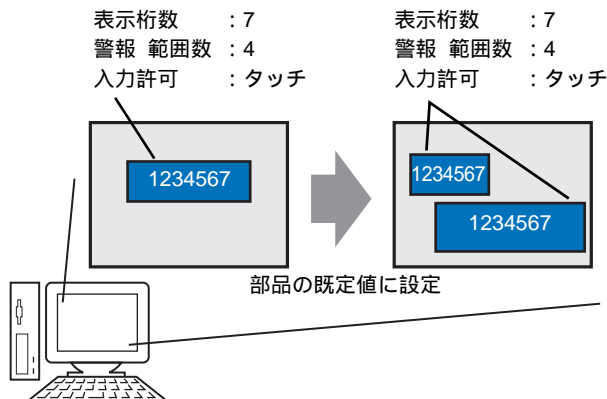 表示桁数　：7
警報 範囲数：4
入力許可　：タッチ
表示桁数　：7
警報 範囲数：4
入力許可　：タッチ
1234567
1234567
1234567
部品の既定値に設定